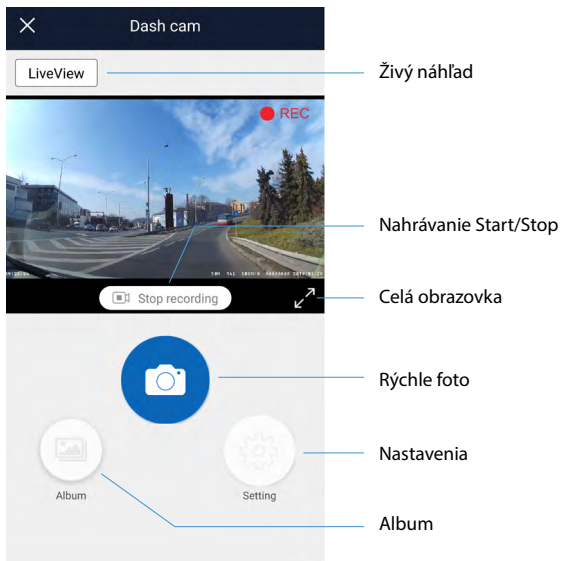 Dash cam
LiveView
Živý náhľad
REC
Nahrávanie Start/Stop
Stop recording
Celá obrazovka
Rýchle foto
Nastavenia
Album
Setting
Album